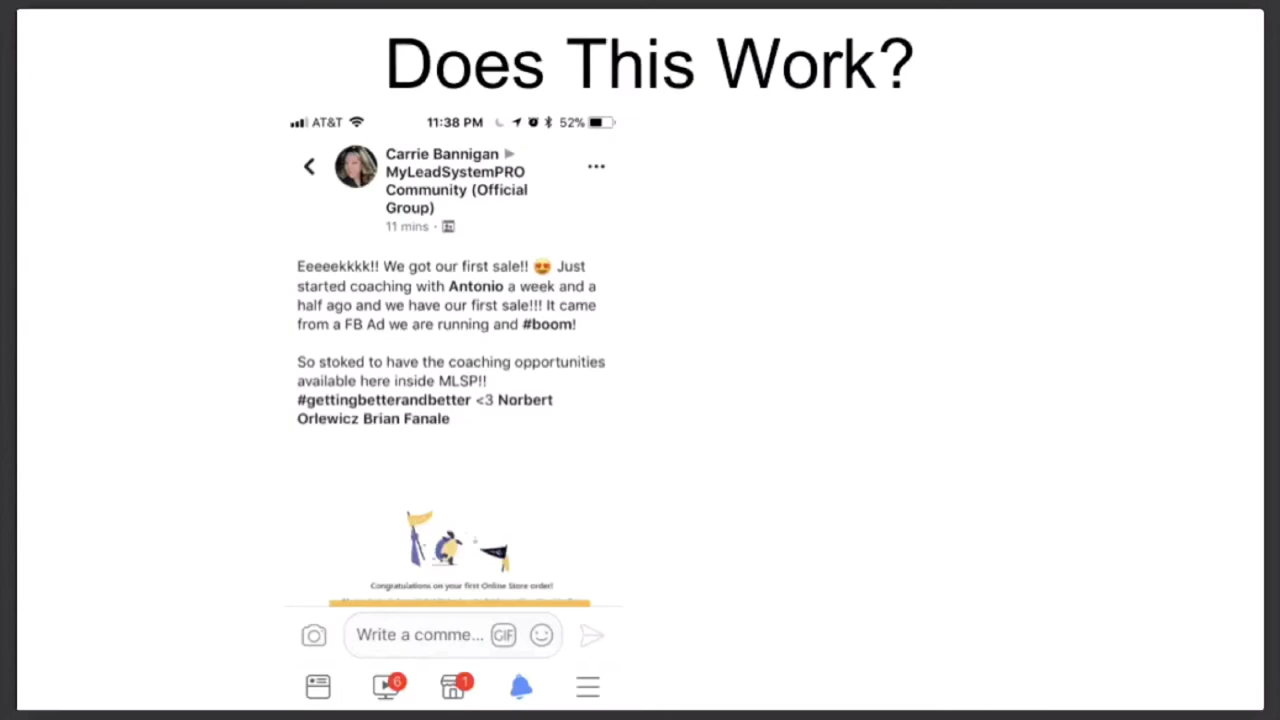 Does This Work?
AT&T 11:38 PM 52%
Carrie Bannigan
MyLeadSystemPRO
Community (Official
Group)
11 mins ·
Eeeeekkkk!! We got our first sale!! 😍 Just
started coaching with Antonio a week and a
half ago and we have our first sale!!! It came
from a FB Ad we are running and #boom!
So stoked to have the coaching opportunities
available here inside MLSP!!
#gettingbetterandbetter <3 Norbert
Orlewicz Brian Fanale
Congratulations on your first Online Store order!
Write a comme... GIF
6 1